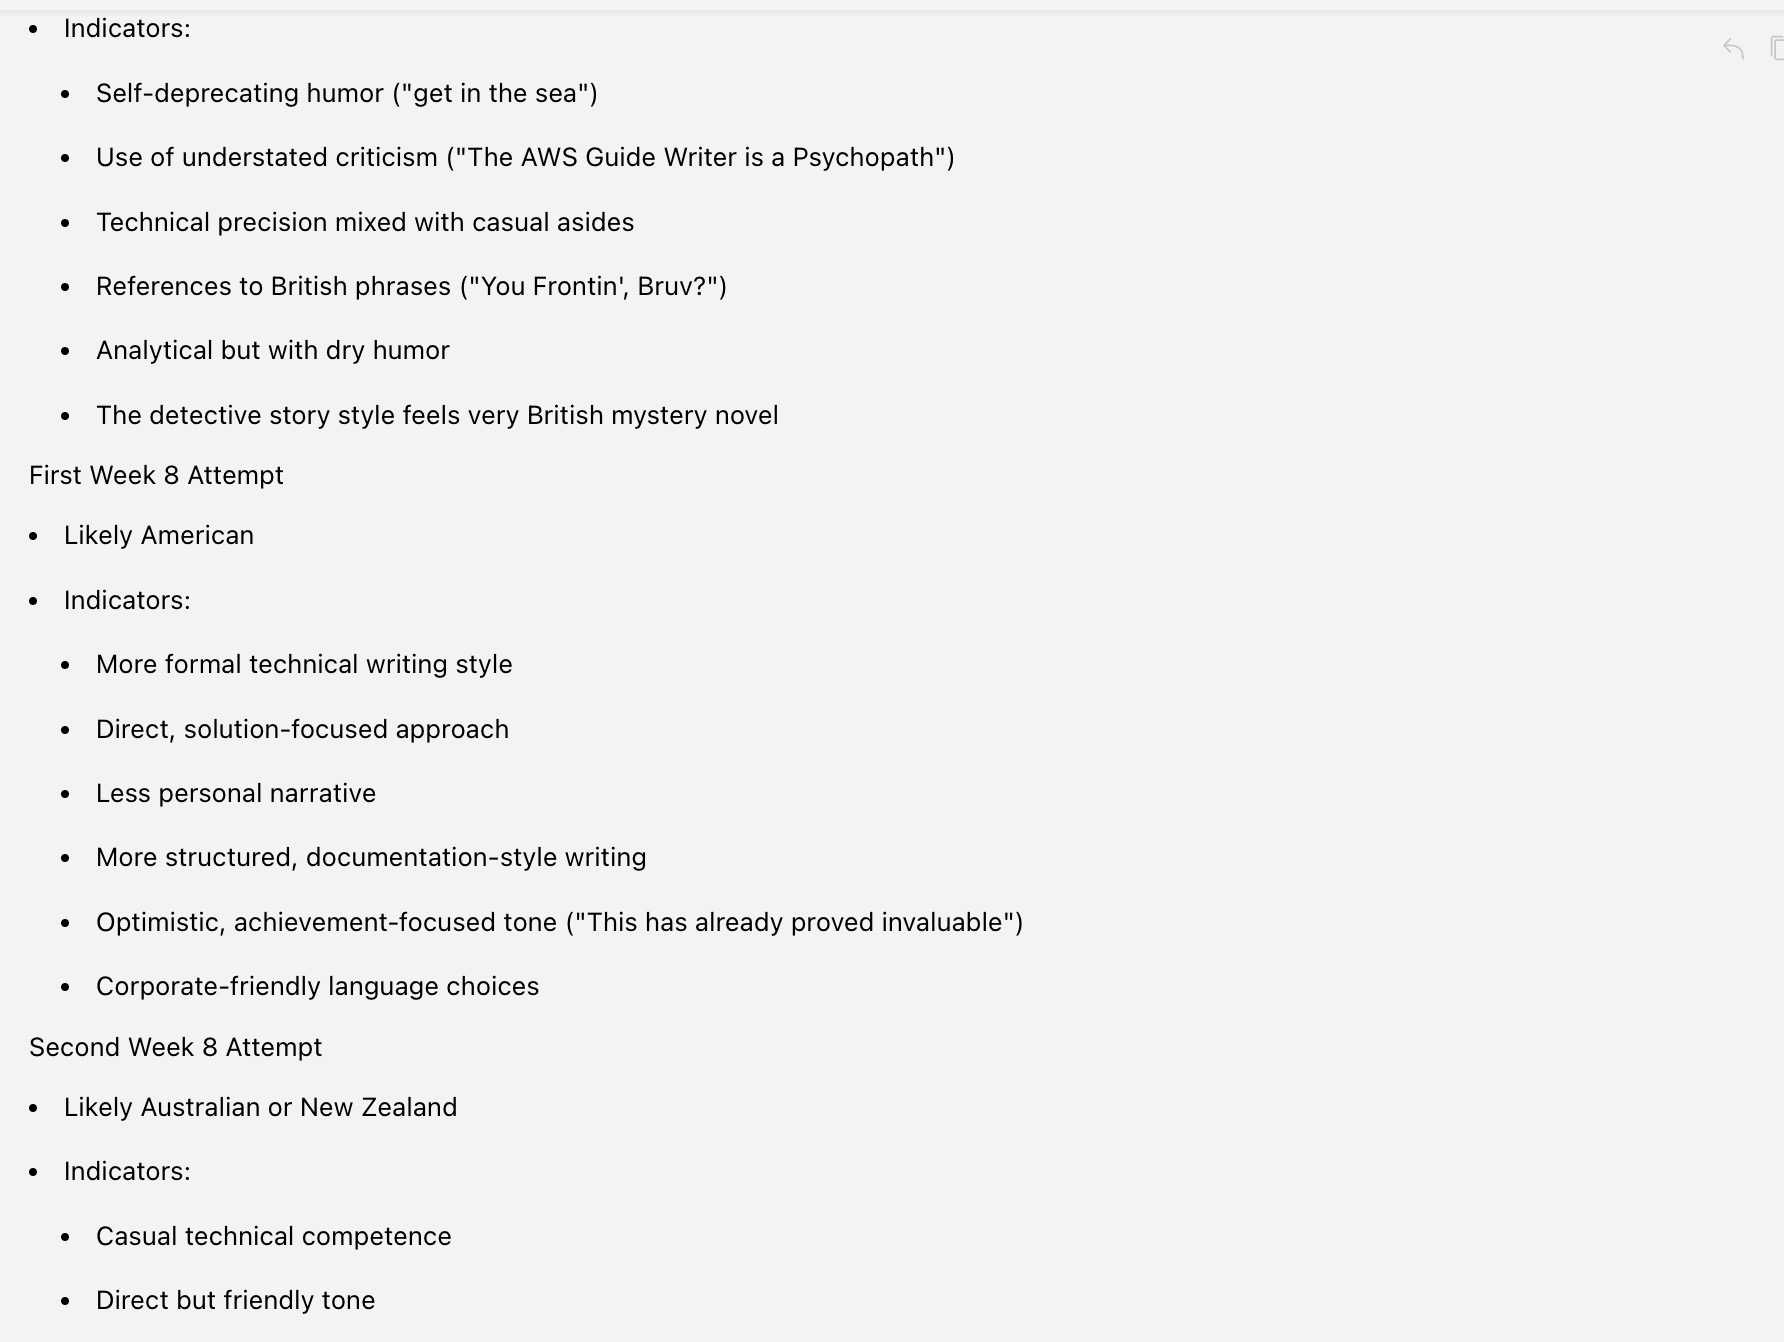 Indicators:
Self-deprecating humor ("get in the sea")
Use of understated criticism ("The AWS Guide Writer is a Psychopath")
Technical precision mixed with casual asides
References to British phrases ("You Frontin', Bruv?")
Analytical but with dry humor
The detective story style feels very British mystery novel
First Week 8 Attempt
Likely American
Indicators:
More formal technical writing style
Direct, solution-focused approach
Less personal narrative
More structured, documentation-style writing
Optimistic, achievement-focused tone ("This has already proved invaluable")
Corporate-friendly language choices
Second Week 8 Attempt
Likely Australian or New Zealand
Indicators:
Casual technical competence
Direct but friendly tone